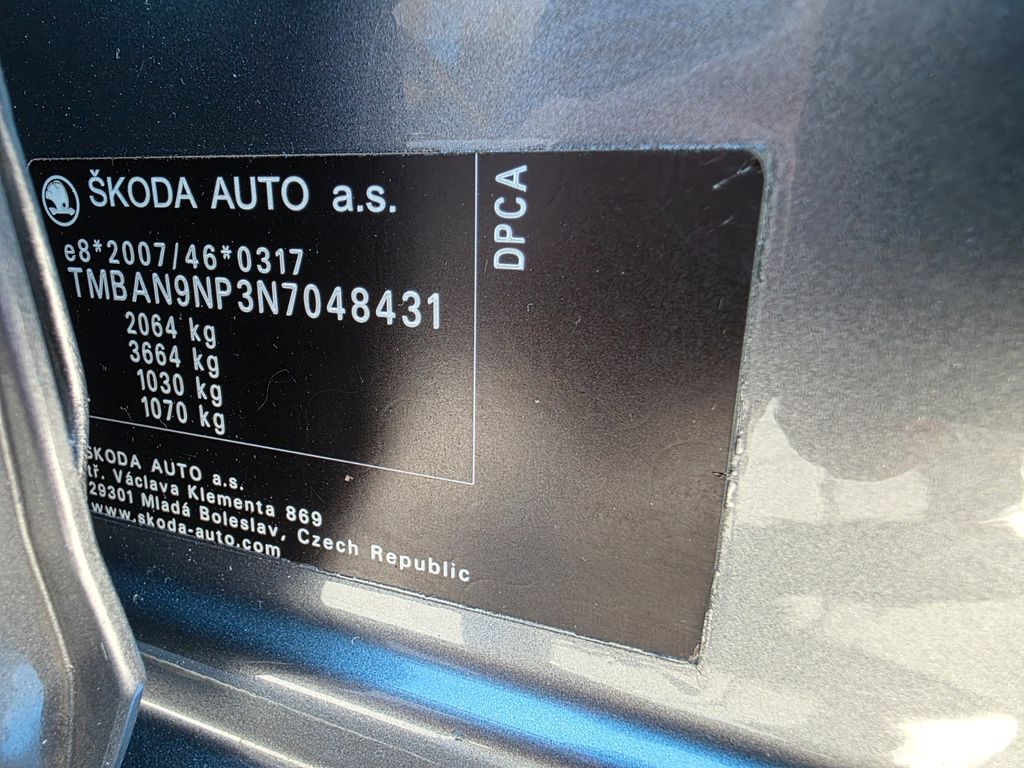 ŠKODA AUTO a.s.
e8*2007/46*0317
TMBAN9NP3N7048431
2064 kg
3664 kg
1030 kg
1070 kg
DPCA
ŠKODA AUTO a.s.
tř. Václava Klementa 869
29301 Mladá Boleslav, Czech Republic
www.skoda-auto.com